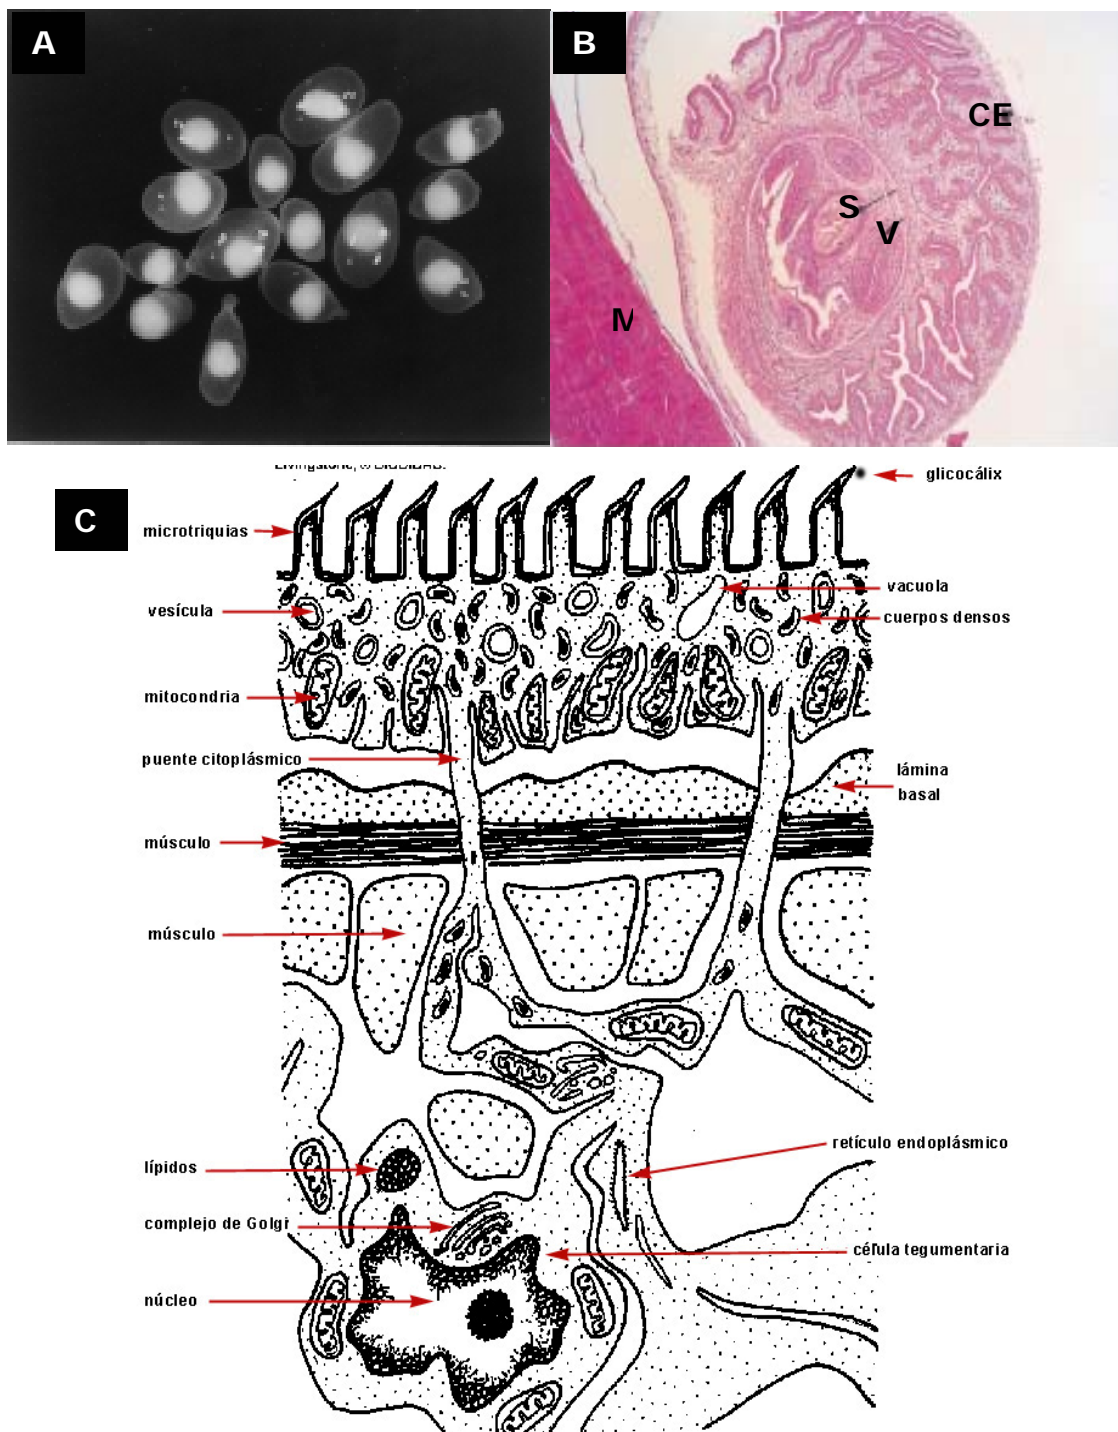 A
B
CE
S
V
M
C
glicocálix
microtriquias
vacuola
vesícula
cuerpos densos
mitocondria
puente citoplásmico
lámina
basal
músculo
músculo
retículo endoplásmico
lípidos
complejo de Golgi
célula tegumentaria
núcleo